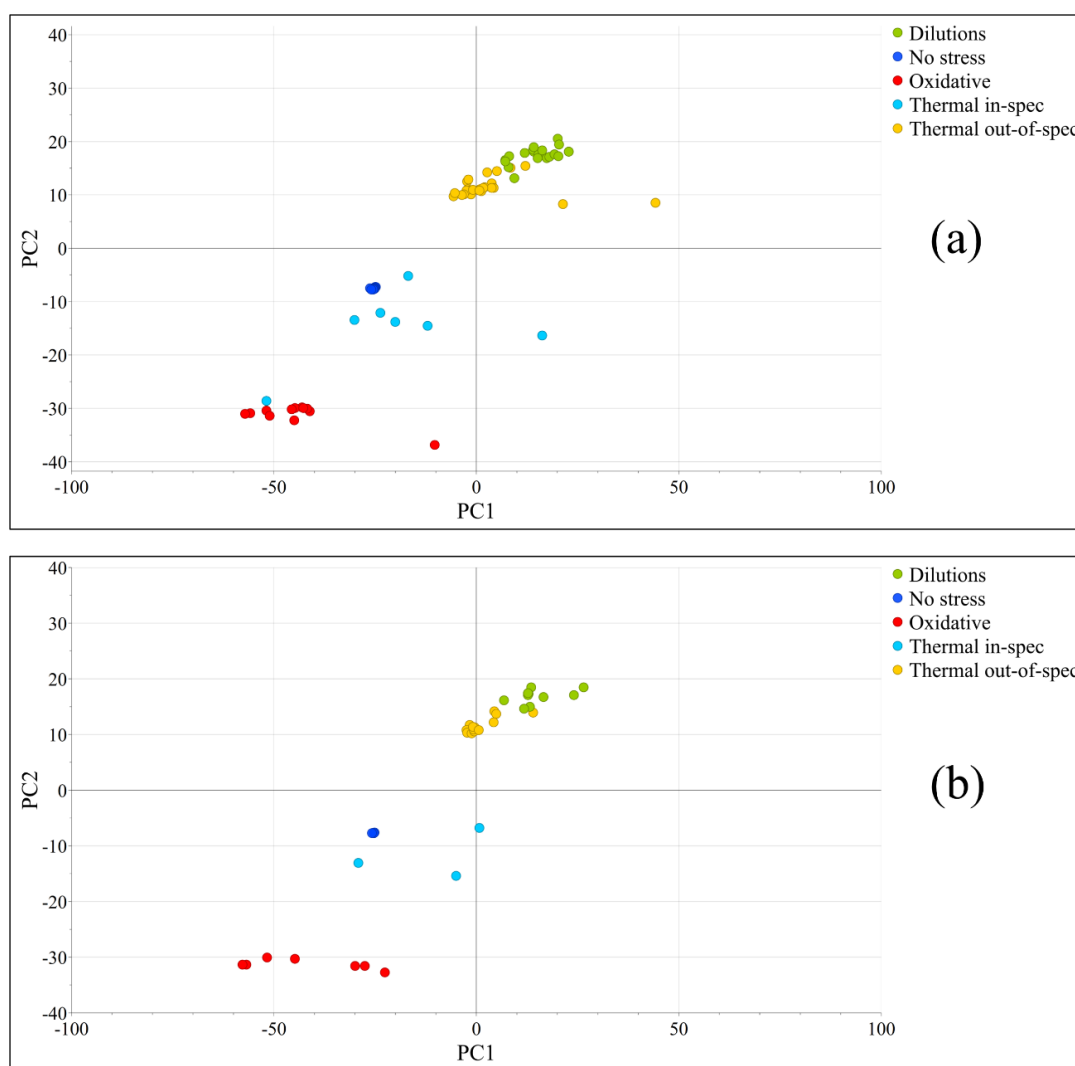 40
30
20
10
0
-10
-20
-30
-40
PC2
-100
-50
0
50
100
PC1
Dilutions
No stress
Oxidative
Thermal in-spec
Thermal out-of-spec
(a)
40
30
20
10
0
-10
-20
-30
-40
PC2
-100
-50
0
50
100
PC1
Dilutions
No stress
Oxidative
Thermal in-spec
Thermal out-of-spec
(b)